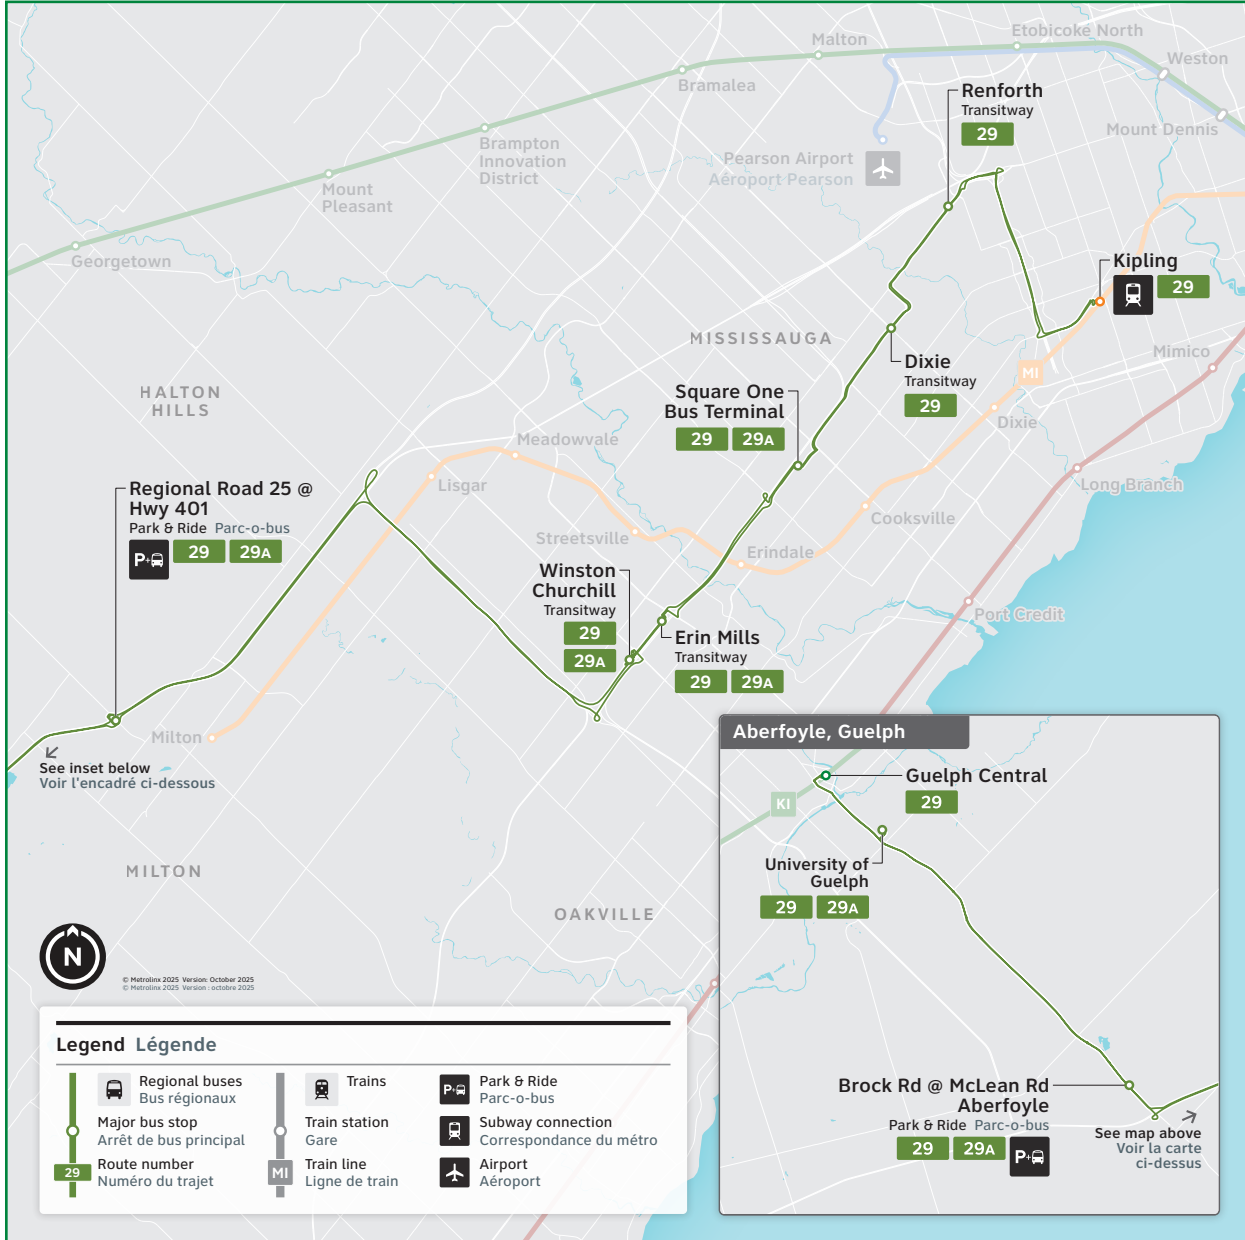 Etobicoke North
Malton
Weston
Bramalea
Renforth
Transitway
29
Mount Dennis
Brampton
Innovation
District
Pearson Airport
Aéroport Pearson
Mount
Pleasant
Georgetown
Kipling
29
MISSISSAUGA
Mimico
Dixie
Transitway
29
MI
HALTON
HILLS
Square One
Bus Terminal
29 29A
Dixie
Meadowvale
Lisgar
Long Branch
Regional Road 25 @
Hwy 401
Park & Ride Parc-o-bus
P+ 29 29A
Cooksville
Streetsville
Erindale
Winston
Churchill
Transitway
29
29A
Port Credit
Erin Mills
Transitway
29 29A
Milton
See inset below
Voir l'encadré ci-dessous
MILTON
OAKVILLE
N
© Metrolinx 2025 Version: October 2025
© Metrolinx 2025 Version : octobre 2025
Aberfoyle, Guelph
Guelph Central
29
KI
University of
Guelph
29 29A
Brock Rd @ McLean Rd
Aberfoyle
Park & Ride Parc-o-bus
29 29A P+
See map above
Voir la carte
ci-dessus
Legend Légende
Regional buses
Bus régionaux
Major bus stop
Arrêt de bus principal
29
Route number
Numéro du trajet
Trains
Train station
Gare
MI
Train line
Ligne de train
P+
Park & Ride
Parc-o-bus
Subway connection
Correspondance du métro
Airport
Aéroport